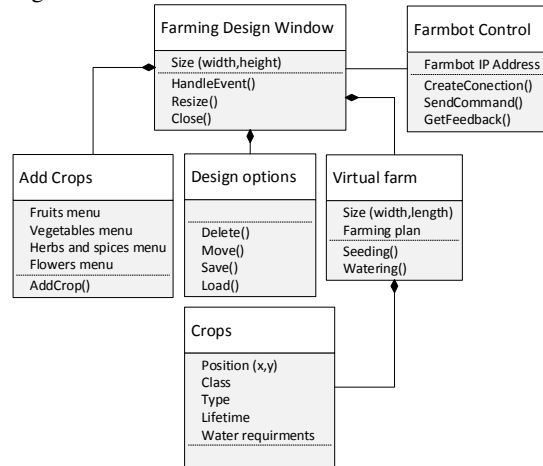 Farming Design Window
Size (width,height)
HandleEvent()
Resize()
Close()
Farmbot Control
Farmbot IP Address
CreateConection()
SendCommand()
GetFeedback()
Add Crops
Fruits menu
Vegetables menu
Herbs and spices menu
Flowers menu
AddCrop()
Design options
Delete()
Move()
Save()
Load()
Virtual farm
Size (width,length)
Farming plan
Seeding()
Watering()
Crops
Position (x,y)
Class
Type
Lifetime
Water requirments